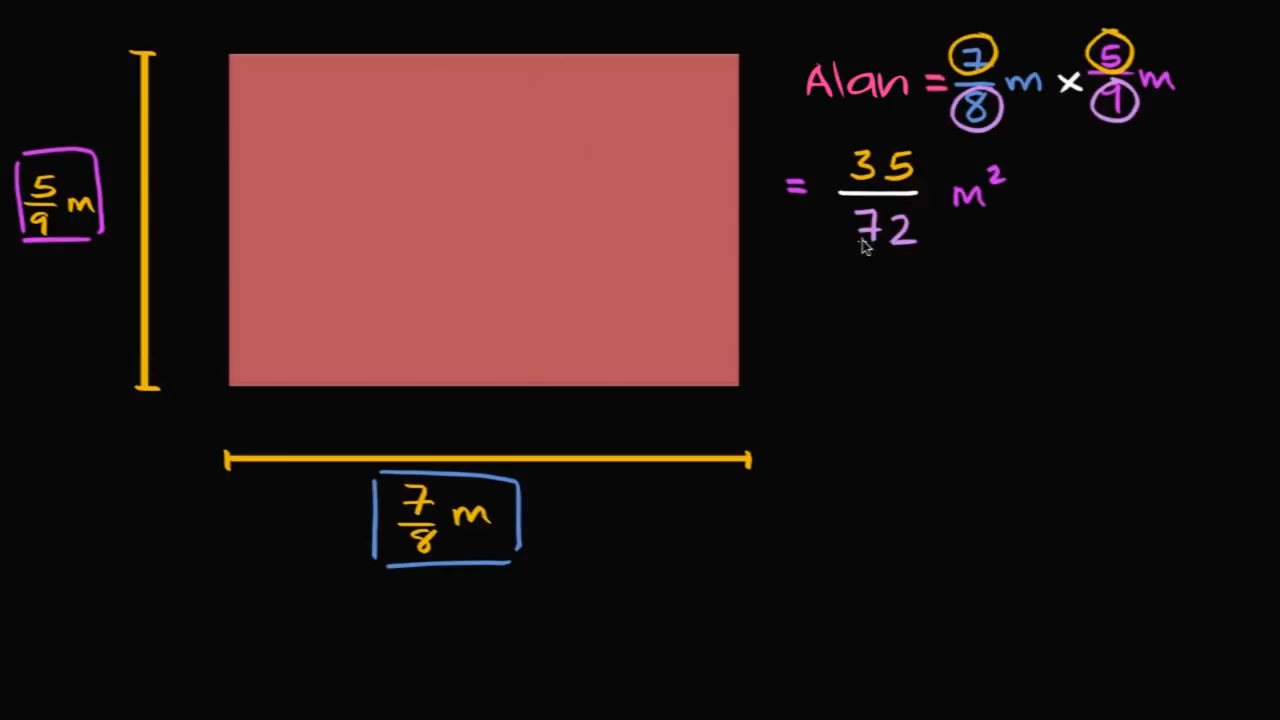 Alan = 7/8 m × 5/9 m
= 35/72 m²
5/9 m
7/8 m